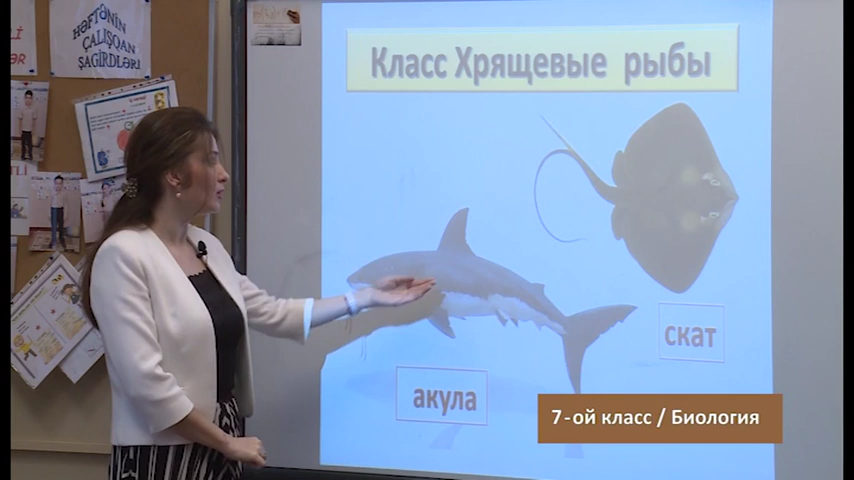 HƏFTƏNİN
ÇALIŞQAN
ŞAGİRDLƏRİ
Класс Хрящевые рыбы
скат
акула
7-ой класс / Биология